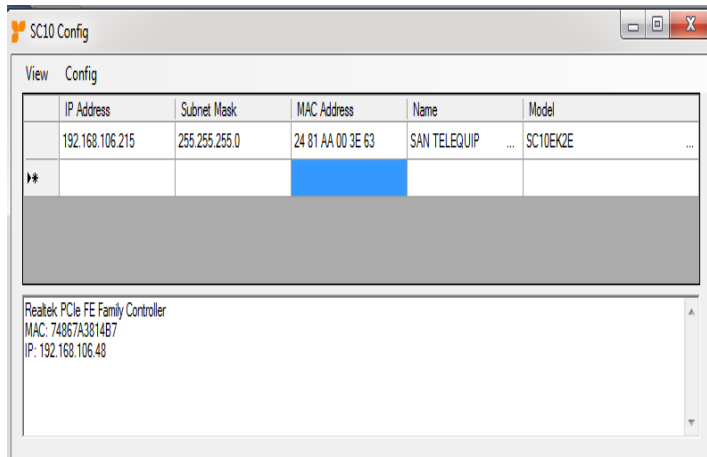 SC10 Config
View Config
IP Address Subnet Mask MAC Address Name Model
192.168.106.215 255.255.255.0 24 81 AA 00 3E 63 SAN TELEQUIP ... SC10EK2E ...
Realtek PCIe FE Family Controller
MAC: 74867A3814B7
IP: 192.168.106.48